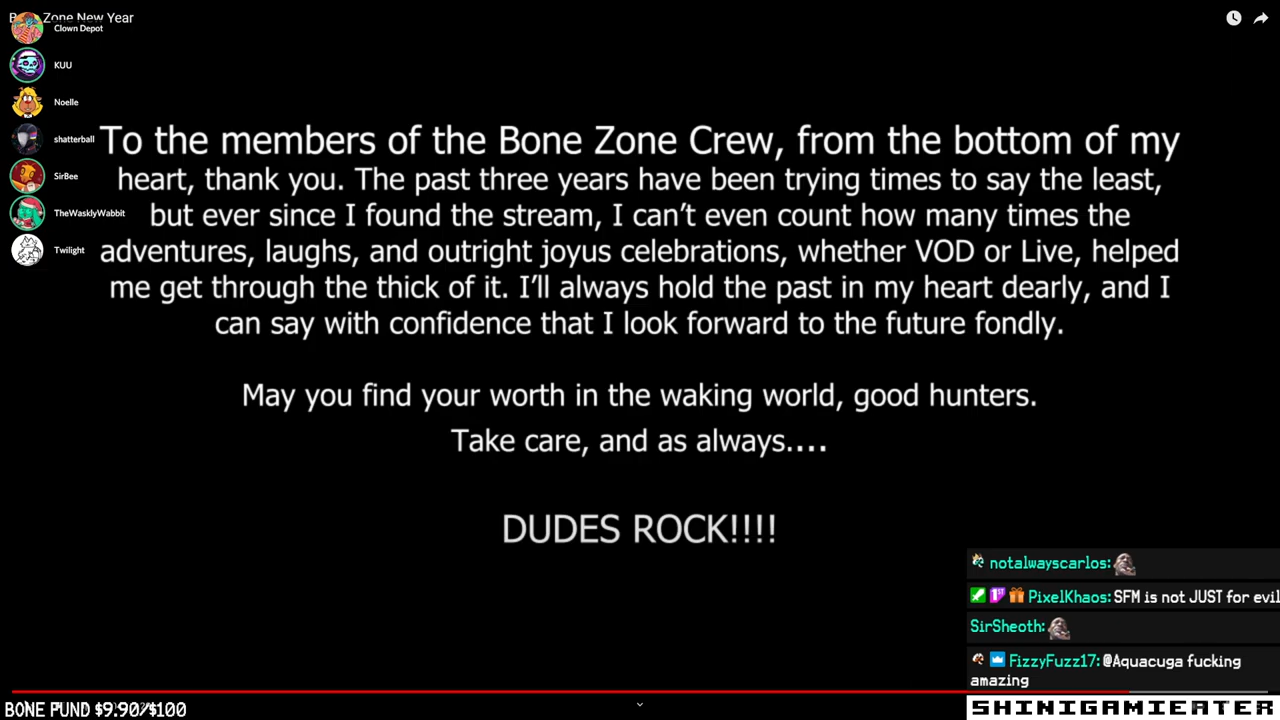 Zone New Year
Clown Depot
KUU
Noelle
shatterball
SirBee
TheWasklyWabbit
Twilight
To the members of the Bone Zone Crew, from the bottom of my
heart, thank you. The past three years have been trying times to say the least,
but ever since I found the stream, I can't even count how many times the
adventures, laughs, and outright joyus celebrations, whether VOD or Live, helped
me get through the thick of it. I'll always hold the past in my heart dearly, and I
can say with confidence that I look forward to the future fondly.
May you find your worth in the waking world, good hunters.
Take care, and as always....
DUDES ROCK!!!!
notalwayscarlos:
PixelKhaos: SFM is not JUST for evil
SirSheoth:
FizzyFuzz17: @Aquacuga fucking
amazing
BONE FUND $9.90/$100
SHINIGAMIEATER